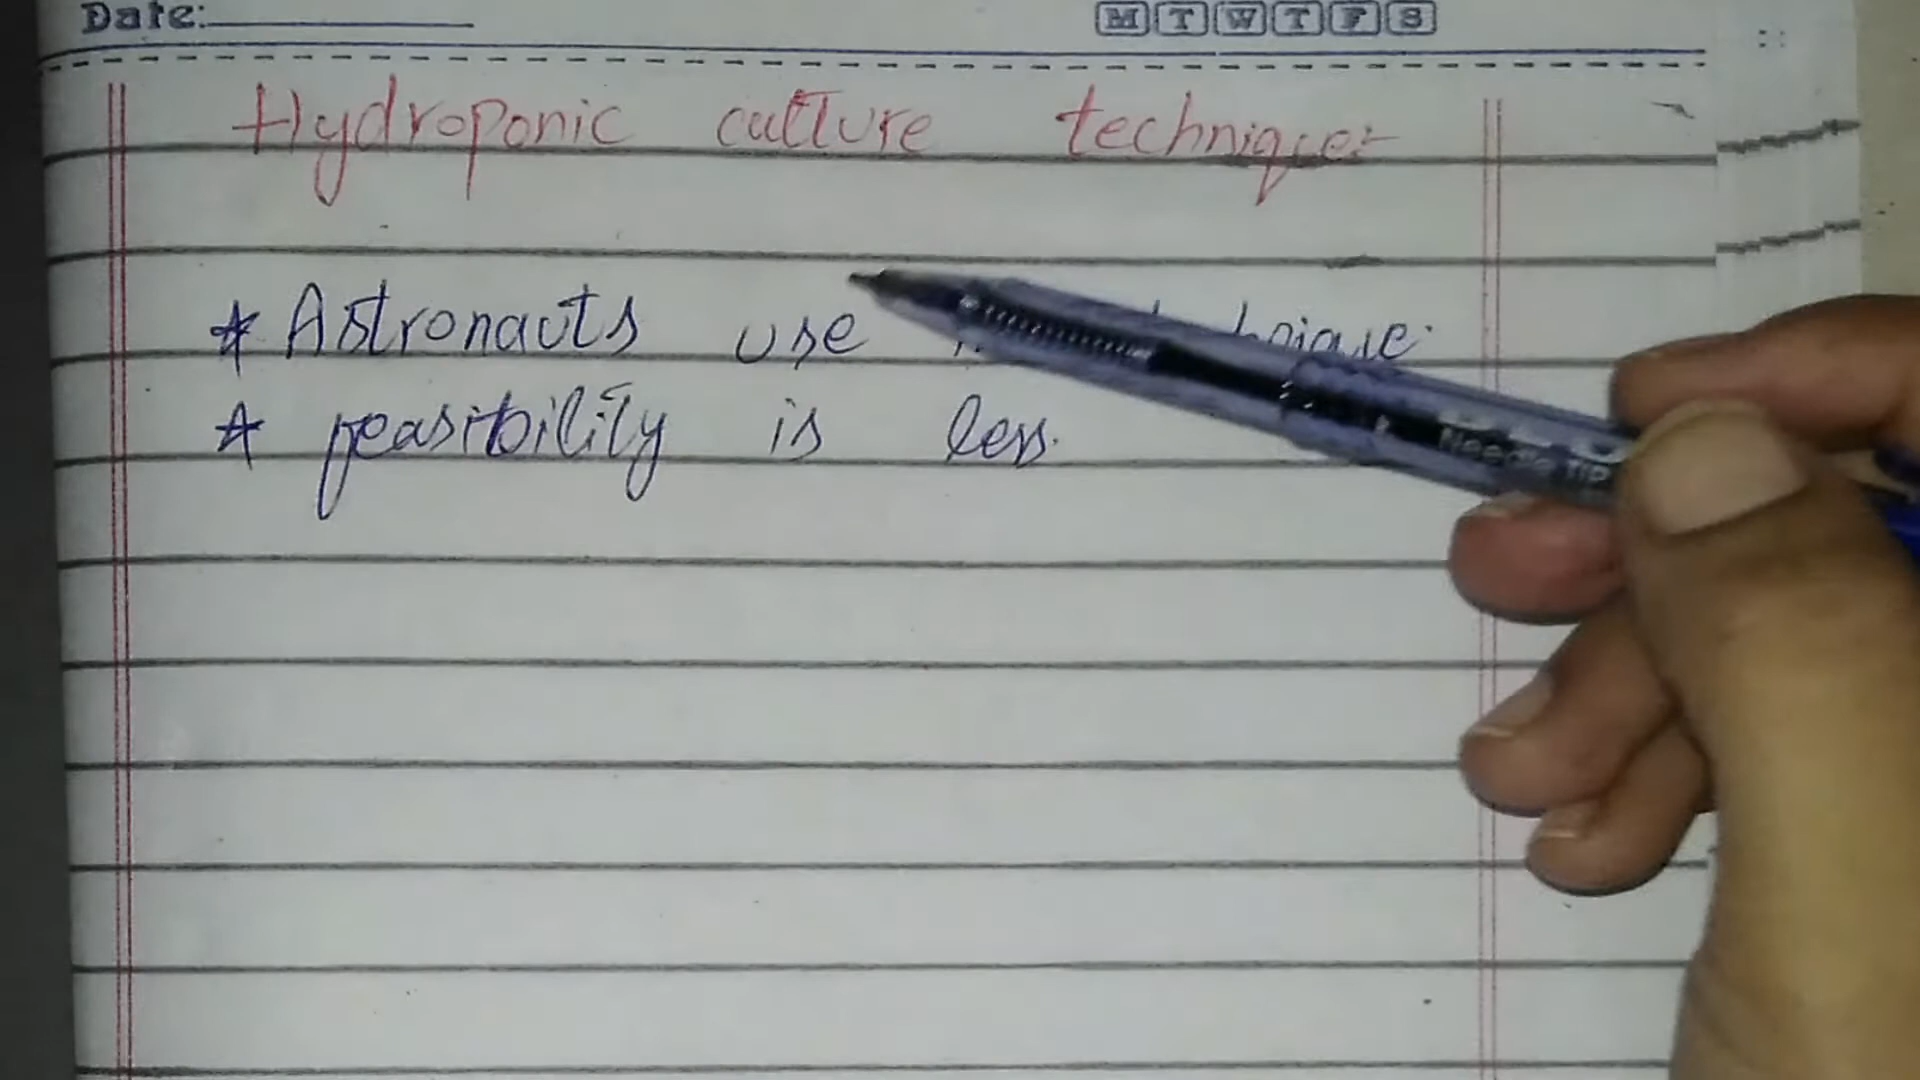 Date:
M T W T F S
Hydroponic culture technique:-
* Astronauts use
* feasibility is less.
Needle TIP